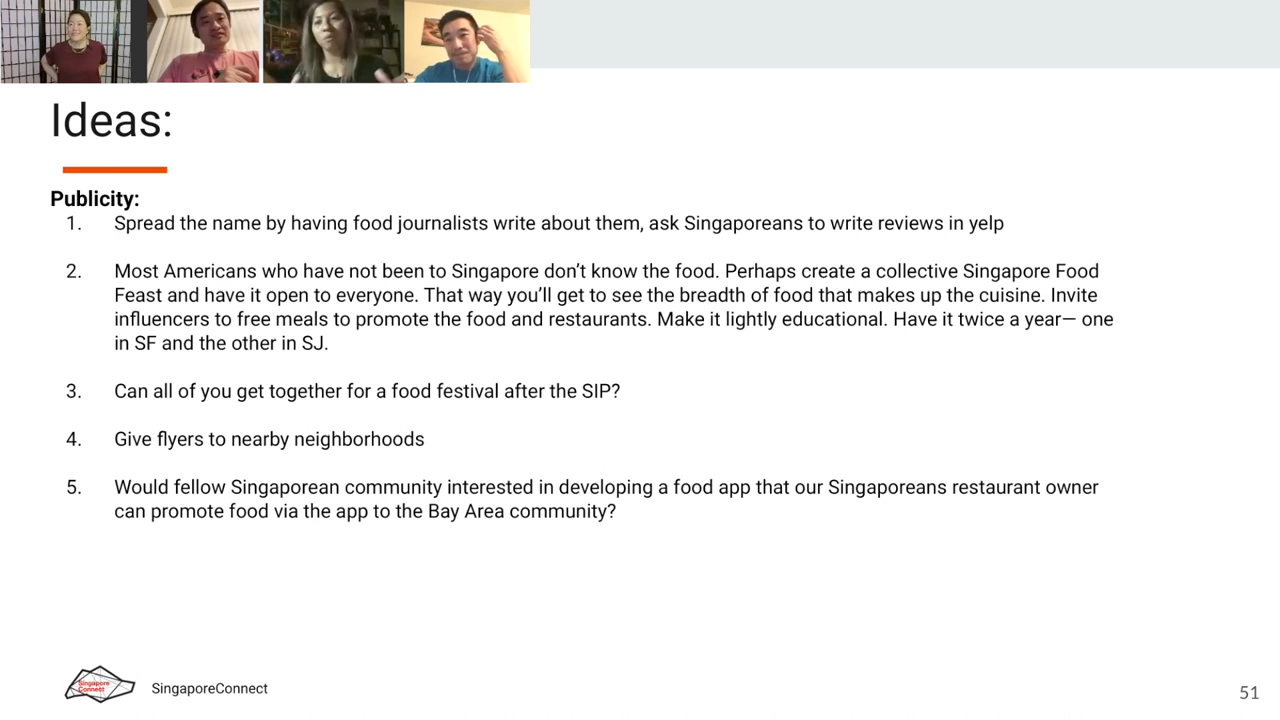 Ideas:
Publicity:
1. Spread the name by having food journalists write about them, ask Singaporeans to write reviews in yelp
2. Most Americans who have not been to Singapore don’t know the food. Perhaps create a collective Singapore Food
Feast and have it open to everyone. That way you’ll get to see the breadth of food that makes up the cuisine. Invite
influencers to free meals to promote the food and restaurants. Make it lightly educational. Have it twice a year— one
in SF and the other in SJ.
3. Can all of you get together for a food festival after the SIP?
4. Give flyers to nearby neighborhoods
5. Would fellow Singaporean community interested in developing a food app that our Singaporeans restaurant owner
can promote food via the app to the Bay Area community?
Singapore
Connect
SingaporeConnect
51